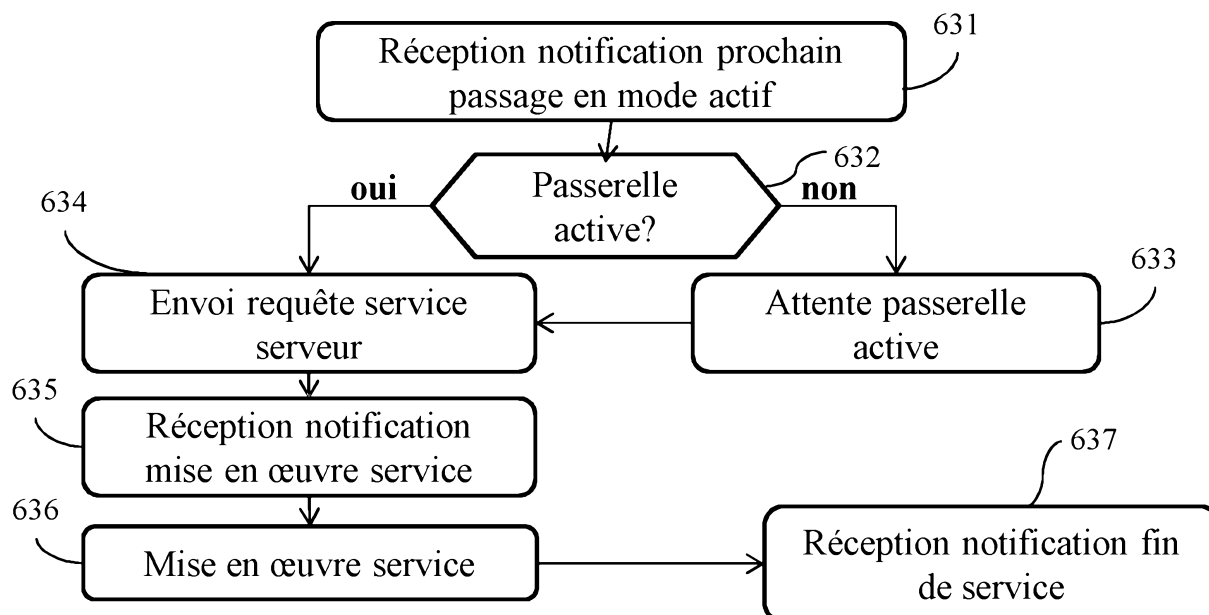 631
Réception notification prochain
passage en mode actif
632
oui
Passerelle
active?
non
634
633
Envoi requête service
serveur
Attente passerelle
active
635
Réception notification
mise en œuvre service
637
636
Mise en œuvre service
Réception notification fin
de service